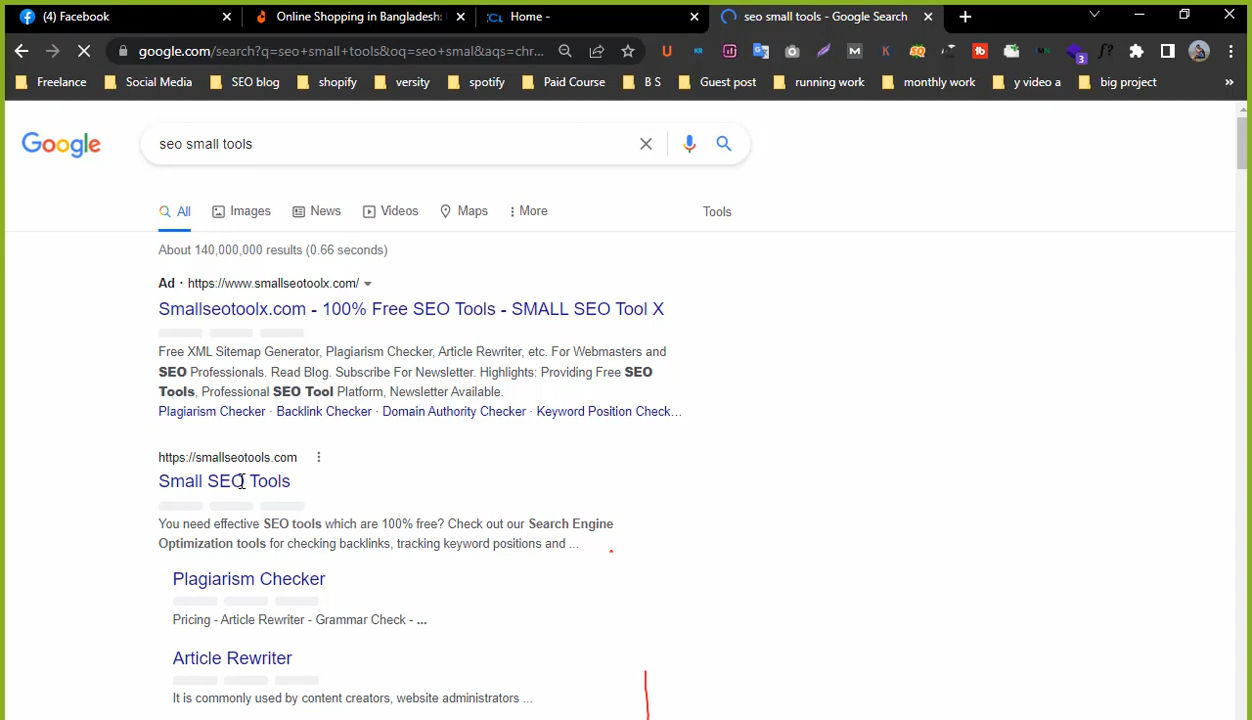 (4) Facebook
Online Shopping in Bangladesh:
CL Home -
seo small tools - Google Search
google.com/search?q=seo+small+tools&oq=seo+smal&aqs=chr...
3
Freelance
Social Media
SEO blog
shopify
versity
spotify
Paid Course
B S
Guest post
running work
monthly work
y video a
big project
Google
seo small tools
All
Images
News
Videos
Maps
More
Tools
About 140,000,000 results (0.66 seconds)
Ad · https://www.smallseotoolx.com/
Smallseotoolx.com - 100% Free SEO Tools - SMALL SEO Tool X
Free XML Sitemap Generator, Plagiarism Checker, Article Rewriter, etc. For Webmasters and
SEO Professionals. Read Blog. Subscribe For Newsletter. Highlights: Providing Free SEO
Tools, Professional SEO Tool Platform, Newsletter Available.
Plagiarism Checker · Backlink Checker · Domain Authority Checker · Keyword Position Check...
https://smallseotools.com
Small SEO Tools
You need effective SEO tools which are 100% free? Check out our Search Engine
Optimization tools for checking backlinks, tracking keyword positions and ...
Plagiarism Checker
Pricing - Article Rewriter - Grammar Check - ...
Article Rewriter
It is commonly used by content creators, website administrators ...